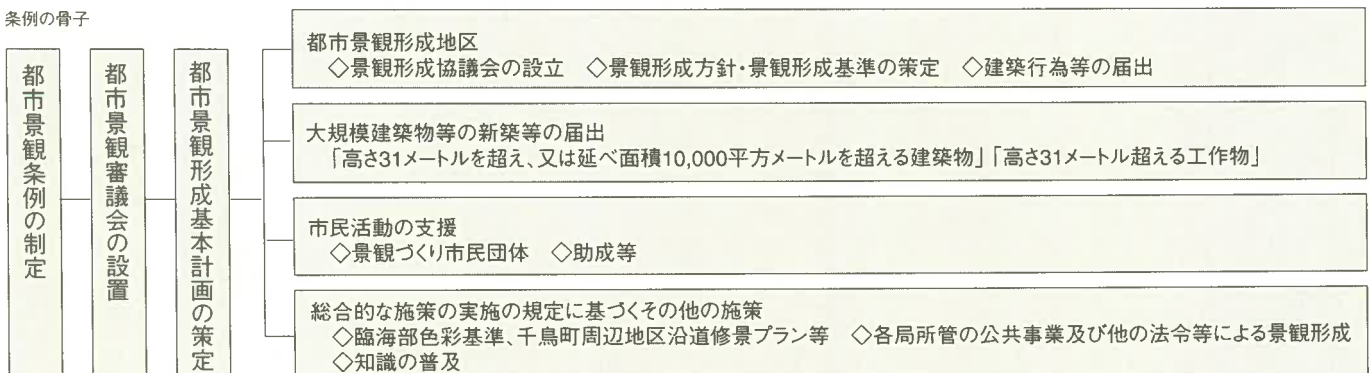 条例の骨子
都市景観条例の制定
都市景観審議会の設置
都市景観形成基本計画の策定
都市景観形成地区
◇景観形成協議会の設立 ◇景観形成方針・景観形成基準の策定 ◇建築行為等の届出
大規模建築物等の新築等の届出
「高さ31メートルを超え、又は延べ面積10,000平方メートルを超える建築物」「高さ31メートル超える工作物」
市民活動の支援
◇景観づくり市民団体 ◇助成等
総合的な施策の実施の規定に基づくその他の施策
◇臨海部色彩基準、千鳥町周辺地区沿道修景プラン等 ◇各局所管の公共事業及び他の法令等による景観形成
◇知識の普及